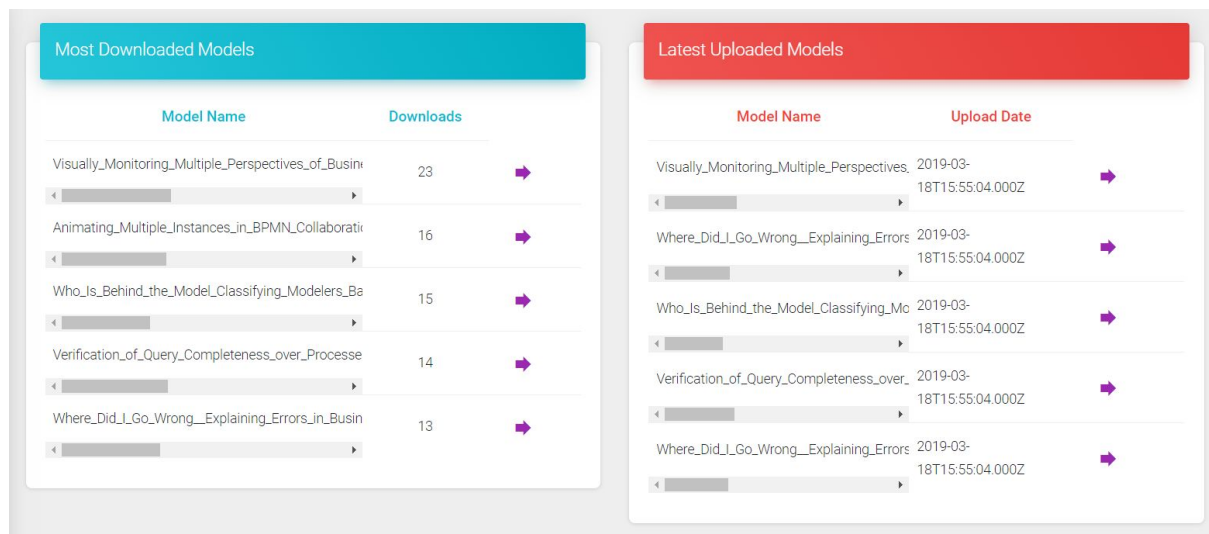 Most Downloaded Models
Model Name Downloads
Visually_Monitoring_Multiple_Perspectives_of_Busine 23
Animating_Multiple_Instances_in_BPMN_Collaboratio 16
Who_Is_Behind_the_Model_Classifying_Modelers_Ba 15
Verification_of_Query_Completeness_over_Processe 14
Where_Did_I_Go_Wrong__Explaining_Errors_in_Busin 13
Latest Uploaded Models
Model Name Upload Date
Visually_Monitoring_Multiple_Perspectives_ 2019-03-
18T15:55:04.000Z
Where_Did_I_Go_Wrong__Explaining_Errors 2019-03-
18T15:55:04.000Z
Who_Is_Behind_the_Model_Classifying_Mo 2019-03-
18T15:55:04.000Z
Verification_of_Query_Completeness_over_ 2019-03-
18T15:55:04.000Z
Where_Did_I_Go_Wrong__Explaining_Errors 2019-03-
18T15:55:04.000Z